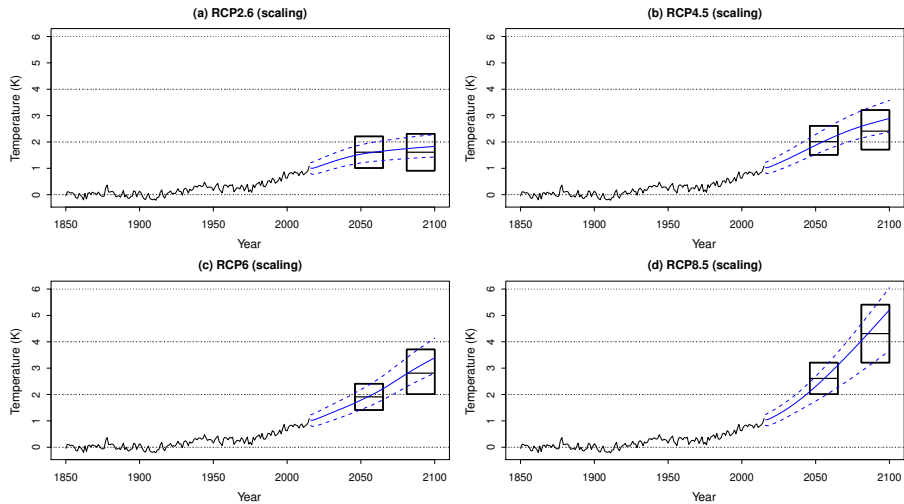 (a) RCP2.6 (scaling)
Temperature (K)
6
5
4
3
2
1
0
1850 1900 1950 2000 2050 2100
Year
(b) RCP4.5 (scaling)
Temperature (K)
6
5
4
3
2
1
0
1850 1900 1950 2000 2050 2100
Year
(c) RCP6 (scaling)
Temperature (K)
6
5
4
3
2
1
0
1850 1900 1950 2000 2050 2100
Year
(d) RCP8.5 (scaling)
Temperature (K)
6
5
4
3
2
1
0
1850 1900 1950 2000 2050 2100
Year